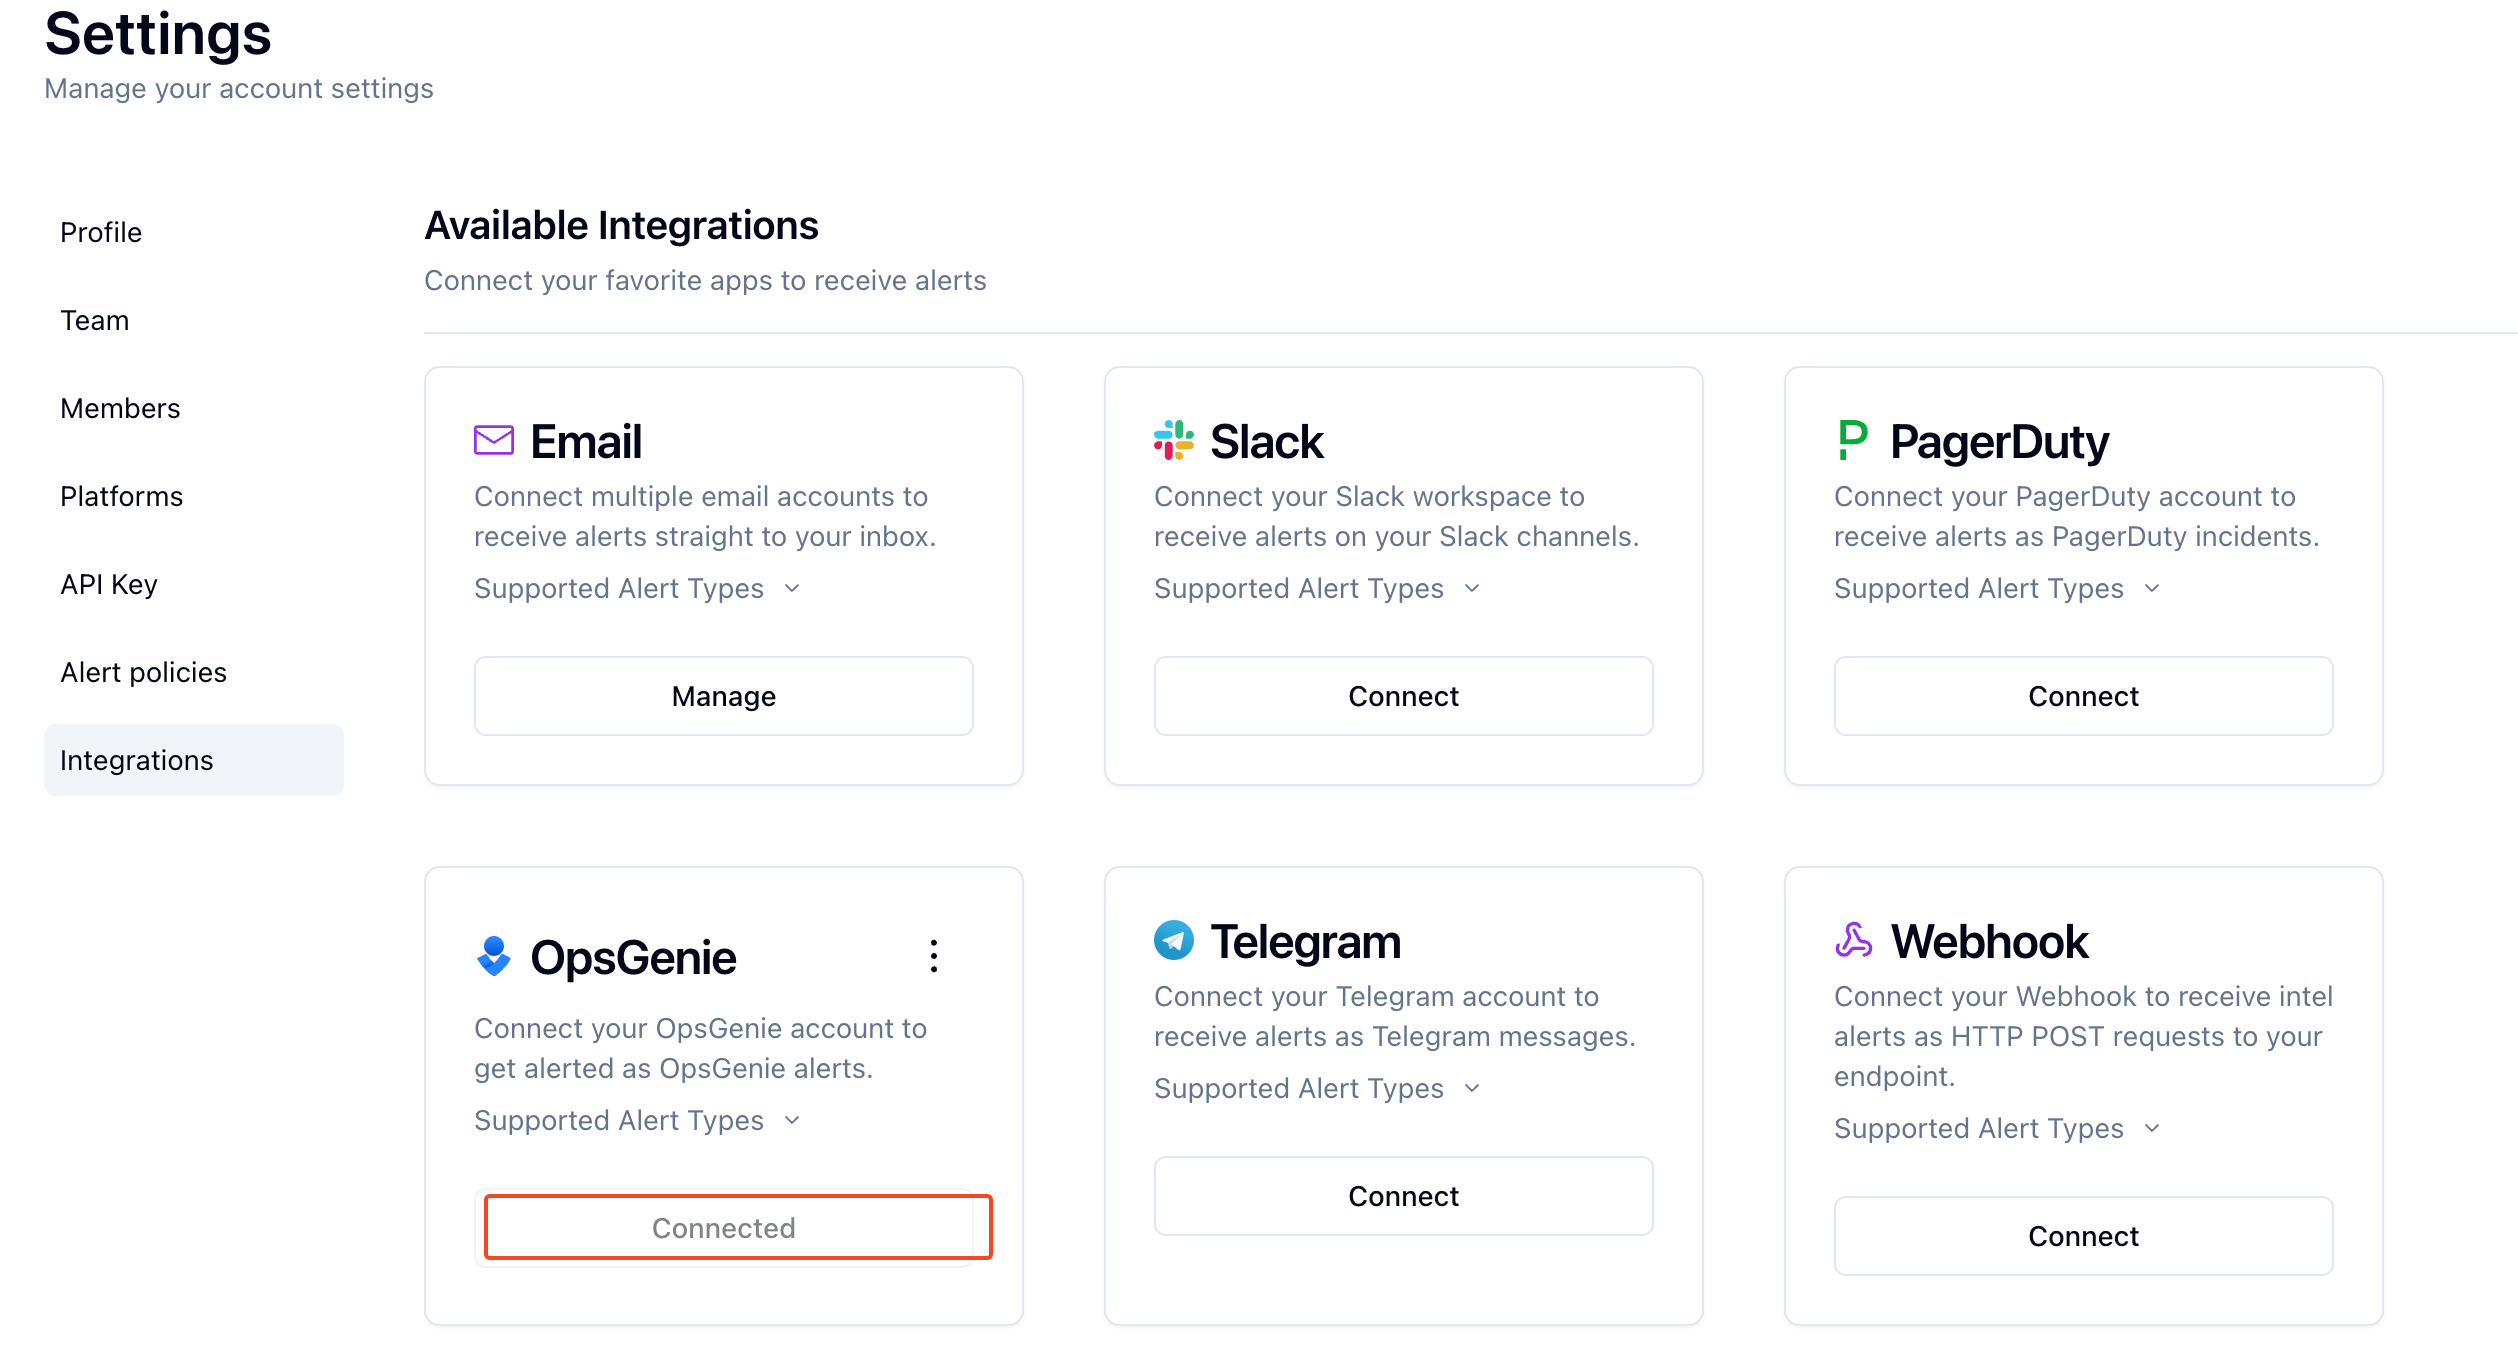 Settings
Manage your account settings
Profile
Team
Members
Platforms
API Key
Alert policies
Integrations
Available Integrations
Connect your favorite apps to receive alerts
Email
Connect multiple email accounts to
receive alerts straight to your inbox.
Supported Alert Types
Manage
Slack
Connect your Slack workspace to
receive alerts on your Slack channels.
Supported Alert Types
Connect
PagerDuty
Connect your PagerDuty account to
receive alerts as PagerDuty incidents.
Supported Alert Types
Connect
OpsGenie
Connect your OpsGenie account to
get alerted as OpsGenie alerts.
Supported Alert Types
Connected
Telegram
Connect your Telegram account to
receive alerts as Telegram messages.
Supported Alert Types
Connect
Webhook
Connect your Webhook to receive intel
alerts as HTTP POST requests to your
endpoint.
Supported Alert Types
Connect